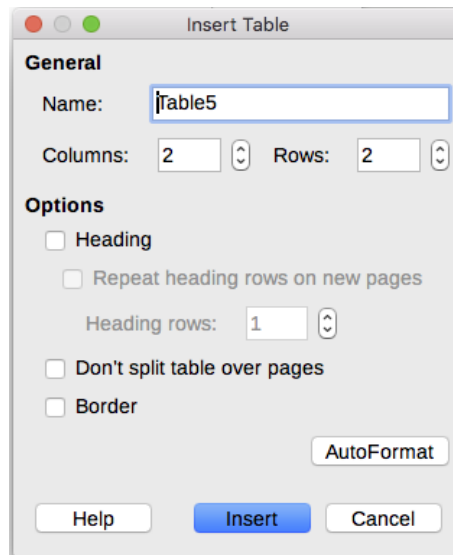 Insert Table
General
Name: Table5
Columns: 2 Rows: 2
Options
Heading
Repeat heading rows on new pages
Heading rows: 1
Don't split table over pages
Border
AutoFormat
Help Insert Cancel